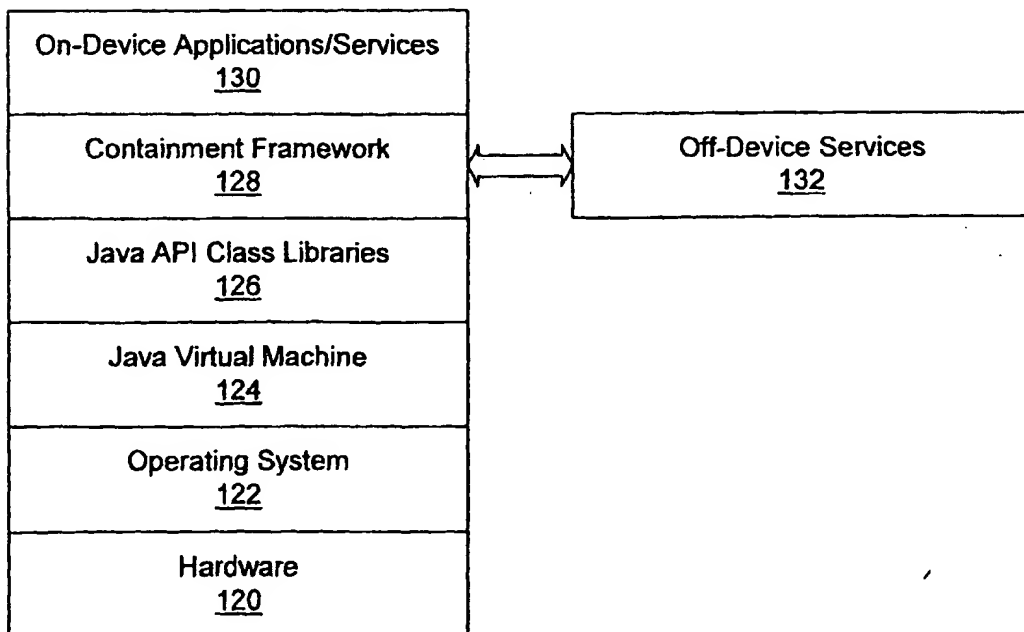 On-Device Applications/Services
130
Containment Framework
128
Off-Device Services
132
Java API Class Libraries
126
Java Virtual Machine
124
Operating System
122
Hardware
120